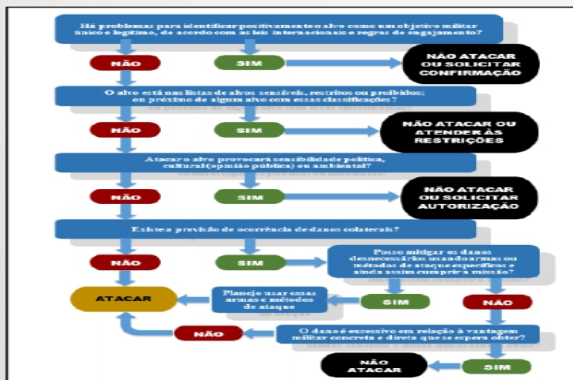 Há problemas para identificar positivamente o alvo como um objetivo militar
único e legítimo, de acordo com as leis internacionais e regras de engajamento?
NÃO
SIM
NÃO ATACAR
OU SOLICITAR
CONFIRMAÇÃO
O alvo está nas listas de alvos sensíveis, restritos ou proibidos;
ou próximo de algum alvo com essas classificações?
NÃO
SIM
NÃO ATACAR OU
ATENDER ÀS
RESTRIÇÕES
Atacar o alvo provocará sensibilidade política,
cultural (opinião pública) ou ambiental?
NÃO
SIM
NÃO ATACAR
OU SOLICITAR
AUTORIZAÇÃO
Existe a previsão de ocorrência de danos colaterais?
NÃO
SIM
Posso mitigar os danos
desnecessários usando armas ou
métodos de ataque específicos e
ainda assim cumprir a missão?
ATACAR
Planejo usar essas
armas e métodos
de ataque
SIM
NÃO
NÃO
O dano é excessivo em relação à vantagem
militar concreta e direta que se espera obter?
NÃO
ATACAR
SIM